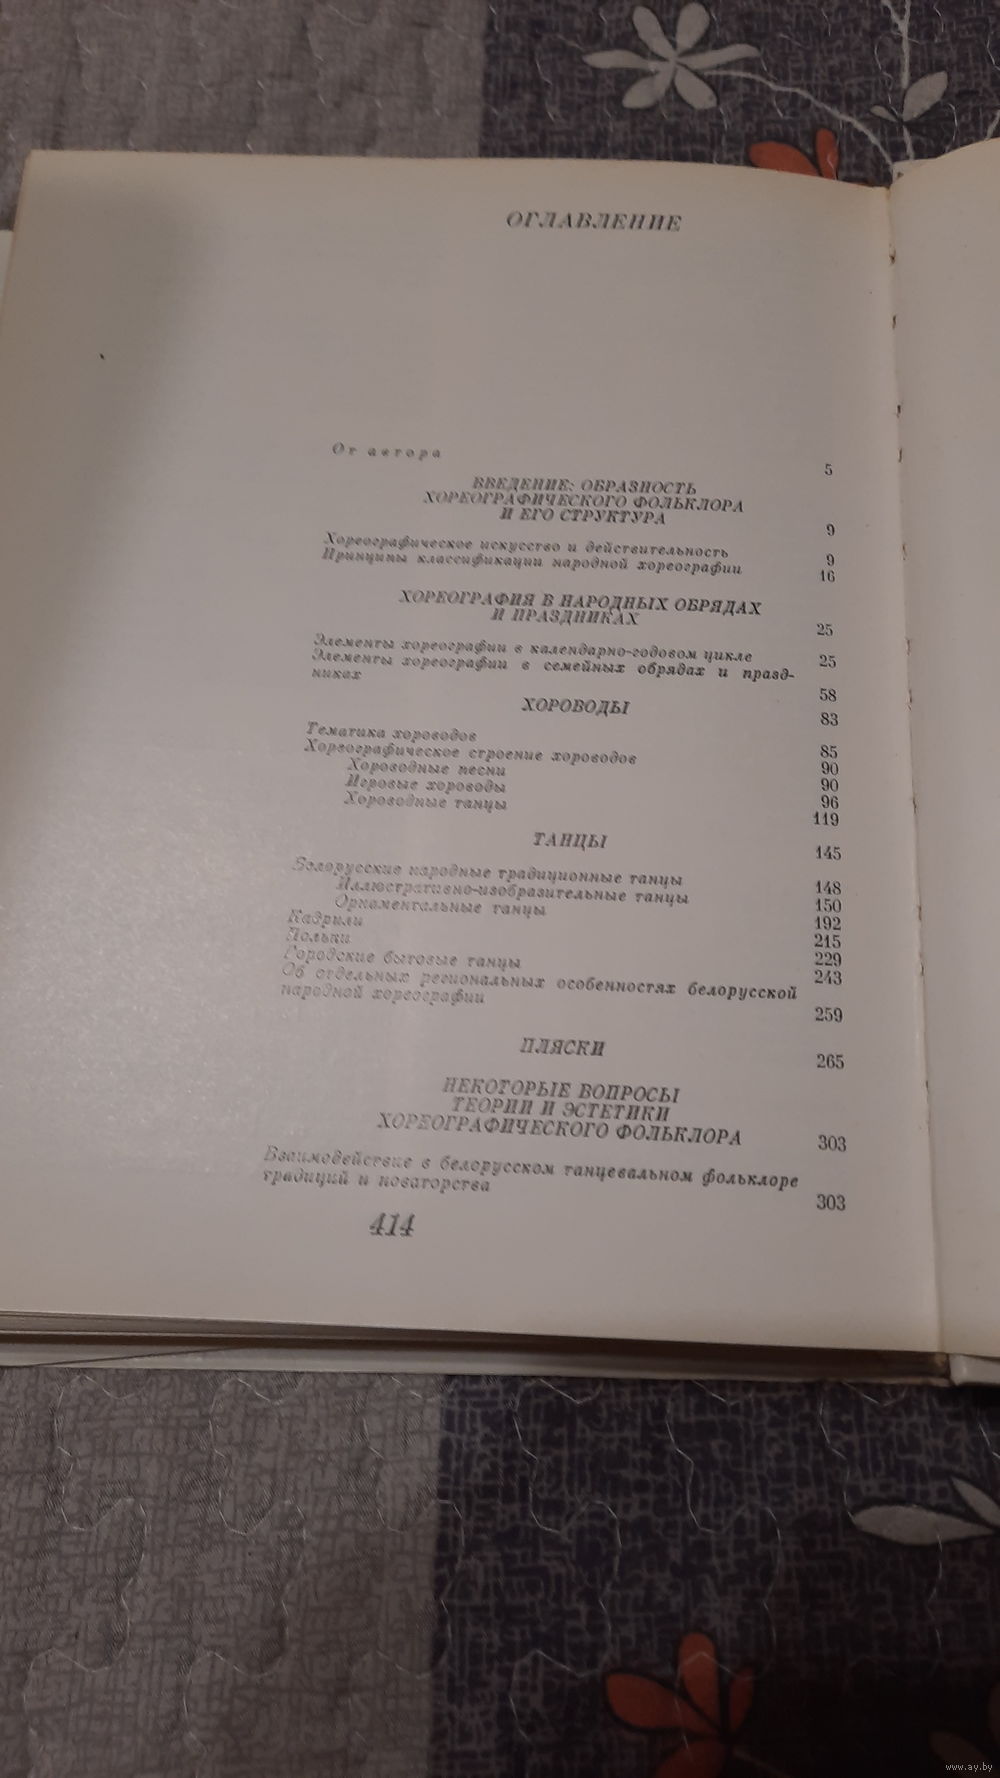 ОГЛАВЛЕНИЕ
От автора 5
ВВЕДЕНИЕ: ОБРАЗНОСТЬ
ХОРЕОГРАФИЧЕСКОГО ФОЛЬКЛОРА
И ЕГО СТРУКТУРА 9
Хореографическое искусство и действительность 9
Принципы классификации народной хореографии 16
ХОРЕОГРАФИЯ В НАРОДНЫХ ОБРЯДАХ
И ПРАЗДНИКАХ 25
Элементы хореографии в календарно-годовом цикле 25
Элементы хореографии в семейных обрядах и празд-
никах 58
ХОРОВОДЫ 83
Тематика хороводов 85
Хореографическое строение хороводов 90
Хороводные песни 90
Игровые хороводы 96
Хороводные танцы 119
ТАНЦЫ 145
Белорусские народные традиционные танцы 148
Иллюстративно-изобразительные танцы 150
Орнаментальные танцы 192
Кадрили 215
Польки 229
Городские бытовые танцы 243
Об отдельных региональных особенностях белорусской
народной хореографии 259
ПЛЯСКИ 265
НЕКОТОРЫЕ ВОПРОСЫ
ТЕОРИИ И ЭСТЕТИКИ
ХОРЕОГРАФИЧЕСКОГО ФОЛЬКЛОРА 303
Взаимодействие в белорусском танцевальном фольклоре
традиций и новаторства 303
414
www.ay.by